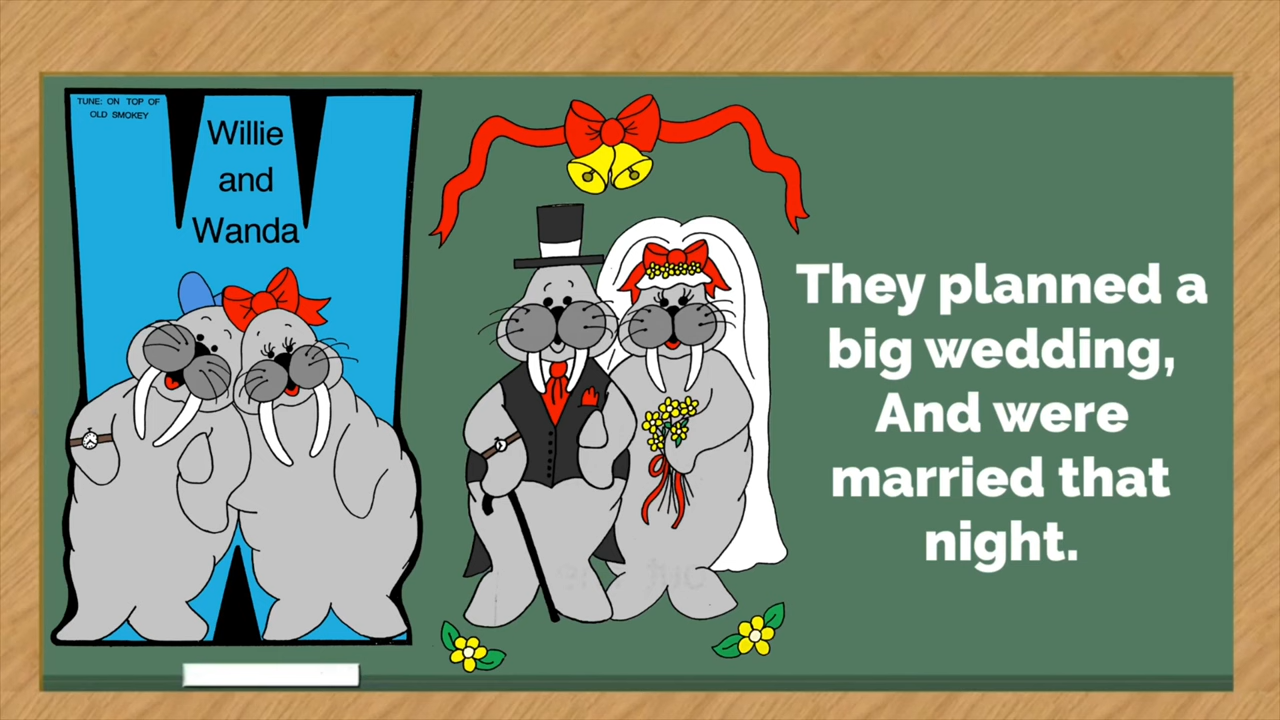 TUNE: ON TOP OF
OLD SMOKEY
Willie
and
Wanda
They planned a
big wedding,
And were
married that
night.